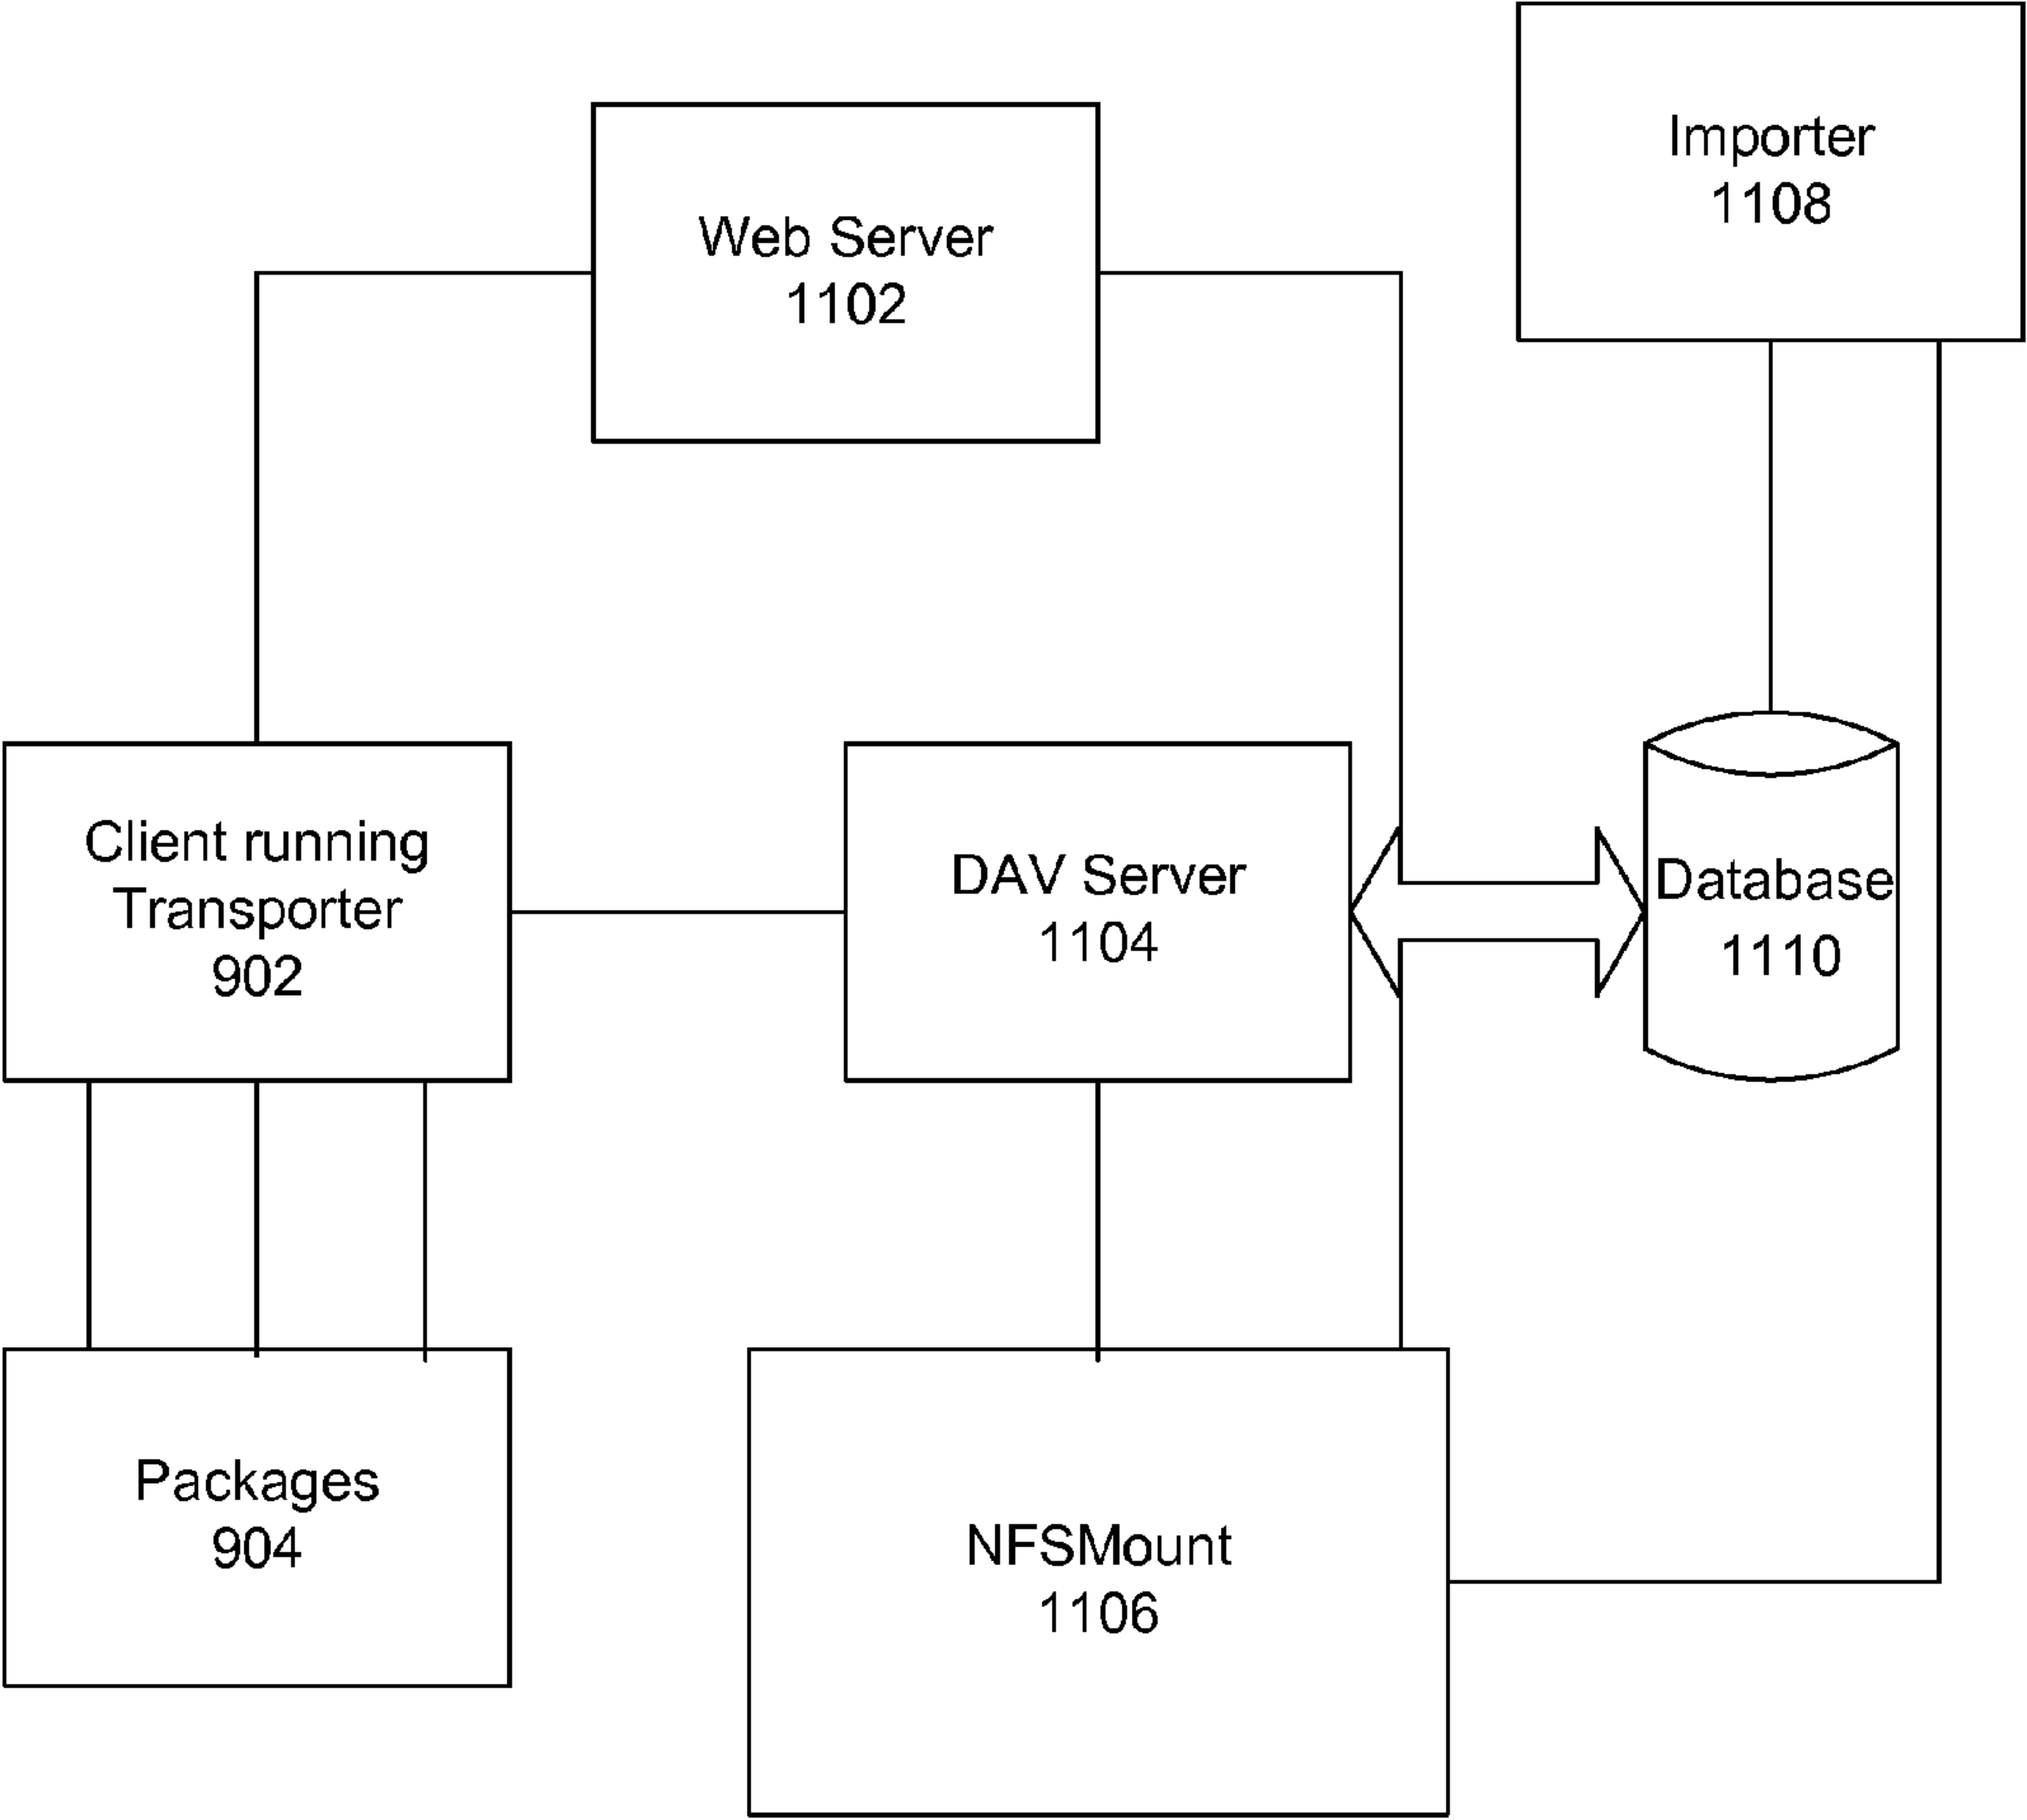 Importer
1108
Web Server
1102
Client running
Transporter
902
DAV Server
1104
Database
1110
Packages
904
NFSMount
1106